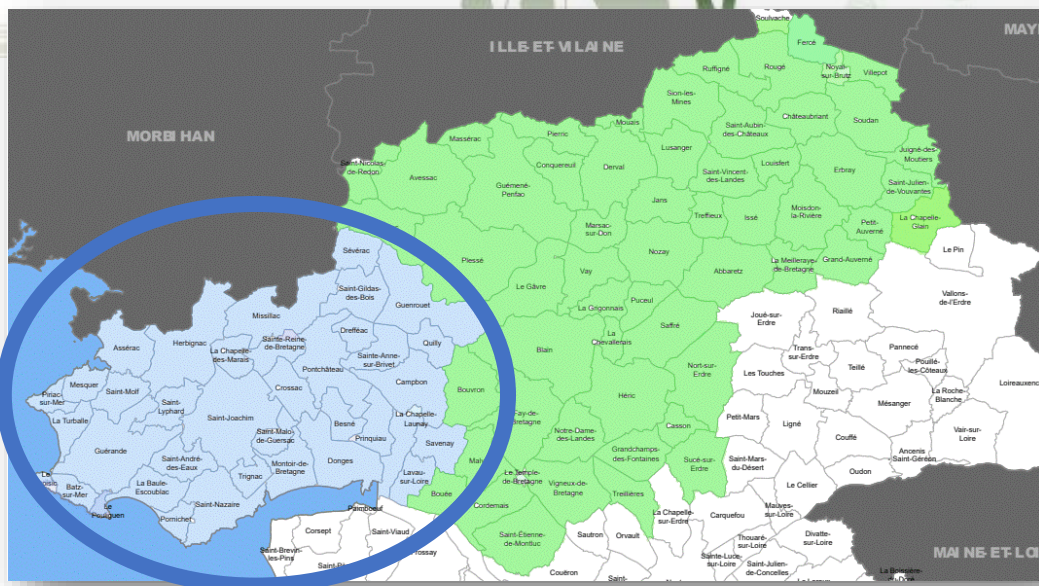 Soulvache
MAY
ILLE-ET-VILAINE
Fercé
Ruffigné
Rougé
Noyal-
sur-Brutz
Villepot
Sion-les-
Mines
MORBIHAN
Mouais
Châteaubriant
Soudan
Saint-Aubin
des-Châteaux
Massérac
Pierric
Lusanger
Juigné-des-
Moutiers
Saint-Nicolas-
de-Redon
Avessac
Conquereuil
Derval
Saint-Vincent-
des-Landes
Louisfert
Erbray
Guémené-
Penfao
Saint-Julien-
de-Vouvantes
Jans
Treffieux
Issé
Moisdon-
la-Rivière
Petit-
Auverné
La Chapelle-
Glain
Marsac-
sur-Don
Sévérac
Nozay
Le Pin
Plessé
Vay
Abbaretz
La Meilleraye-
de-Bretagne
Grand-Auverné
Saint-Gildas-
des-Bois
Le Gâvre
Guenrouet
Puceul
Vallons-
de-l'Erdre
Missillac
La Grigonnais
Joué-sur-
Erdre
Riaillé
Drefféac
Saffré
Assérac
Herbignac
Sainte-Reine-
de-Bretagne
Quilly
La
Chevallerais
La Chapelle-
des-Marais
Blain
Trans-
sur-Erdre
Pannecé
Sainte-Anne-
sur-Brivet
Pouillé-
les-Côteaux
Pontchâteau
Nort-sur-
Erdre
Les Touches
Teillé
Mesquer
Campbon
Loireauxence
Saint-Molf
Crossac
Bouvron
Mouzeil
La Roche-
Blanche
Piriac-
sur-Mer
Saint-
Lyphard
Héric
Mésanger
La Turballe
Saint-Joachim
La Chapelle-
Launay
Fay-de-
Bretagne
Petit-Mars
Besné
Ligné
Casson
Saint-Malo-
de-Guersac
Prinquiau
Notre-Dame-
des-Landes
Vair-sur-
Loire
Guérande
Savenay
Couffé
Grandchamps-
des-Fontaines
Ancenis
Saint-Géréon
Saint-André-
des-Eaux
Donges
Mal
Saint-Mars-
du-Désert
Montoir-de-
Bretagne
Sucé-sur-
Erdre
Oudon
Trignac
Lavau-
sur-Loire
Le Temple-
de-Bretagne
Batz-
sur-Mer
La Baule-
Escoublac
Vigneux-de-
Bretagne
Le Cellier
Bouée
Treillières
Saint-Nazaire
Cordemais
Le
Pouliguen
Paimboeuf
La Chapelle-
sur-Erdre
Mauves-
sur-Loire
Pornichet
Carquefou
Corsept
Saint-Viaud
Saint-Étienne-
de-Montluc
Sautron
Orvault
Thouaré-
sur-Loire
Divatte-
sur-Loire
Saint-Brevin-
les-Pins
Sainte-Luce-
sur-Loire
MAINE-ET-LOI
Saint-Julien-
de-Concelles
Couëron
Saint-
La Boissière-